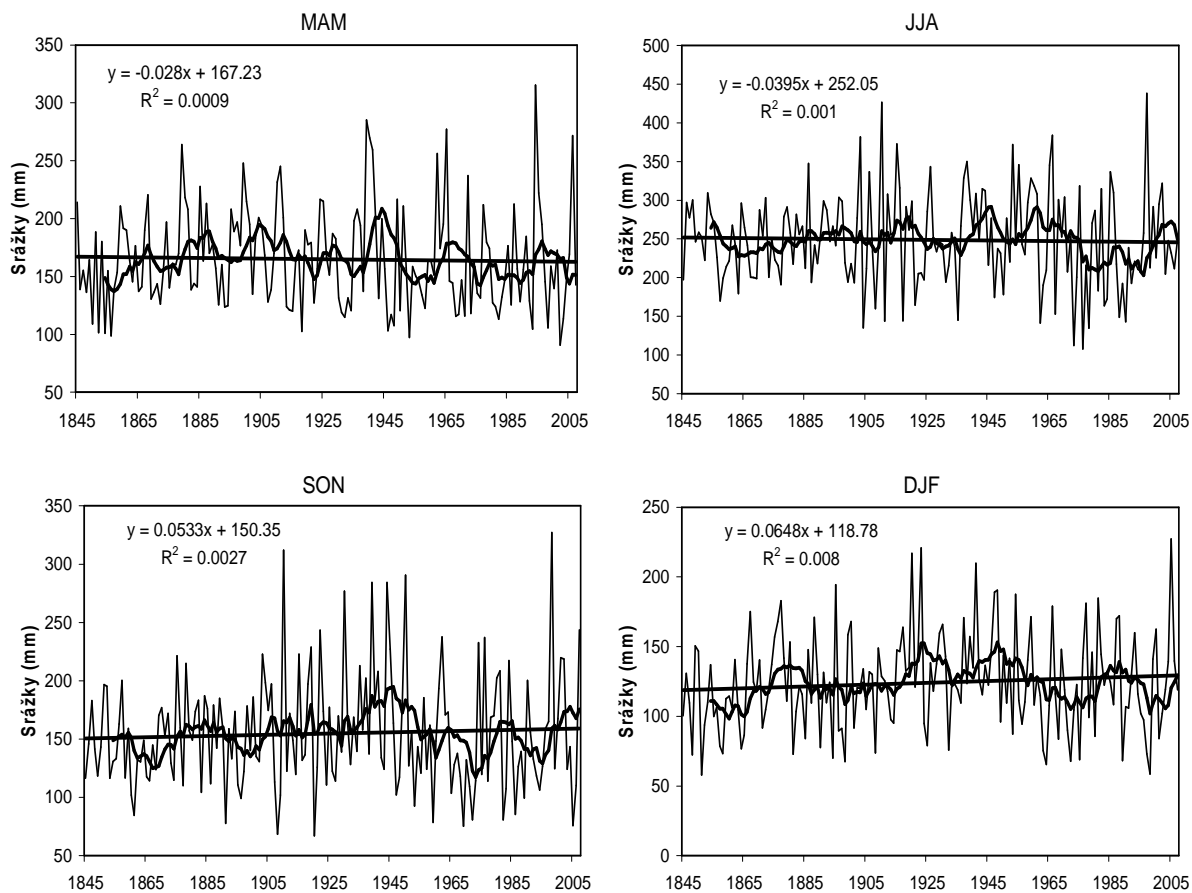 MAM
350
300
250
200
150
100
50
Srážky (mm)
y = -0.028x + 167.23
R² = 0.0009
1845 1865 1885 1905 1925 1945 1965 1985 2005
JJA
500
450
400
350
300
250
200
150
100
50
Srážky (mm)
y = -0.0395x + 252.05
R² = 0.001
1845 1865 1885 1905 1925 1945 1965 1985 2005
SON
350
300
250
200
150
100
50
Srážky (mm)
y = 0.0533x + 150.35
R² = 0.0027
1845 1865 1885 1905 1925 1945 1965 1985 2005
DJF
250
200
150
100
50
0
Srážky (mm)
y = 0.0648x + 118.78
R² = 0.008
1845 1865 1885 1905 1925 1945 1965 1985 2005